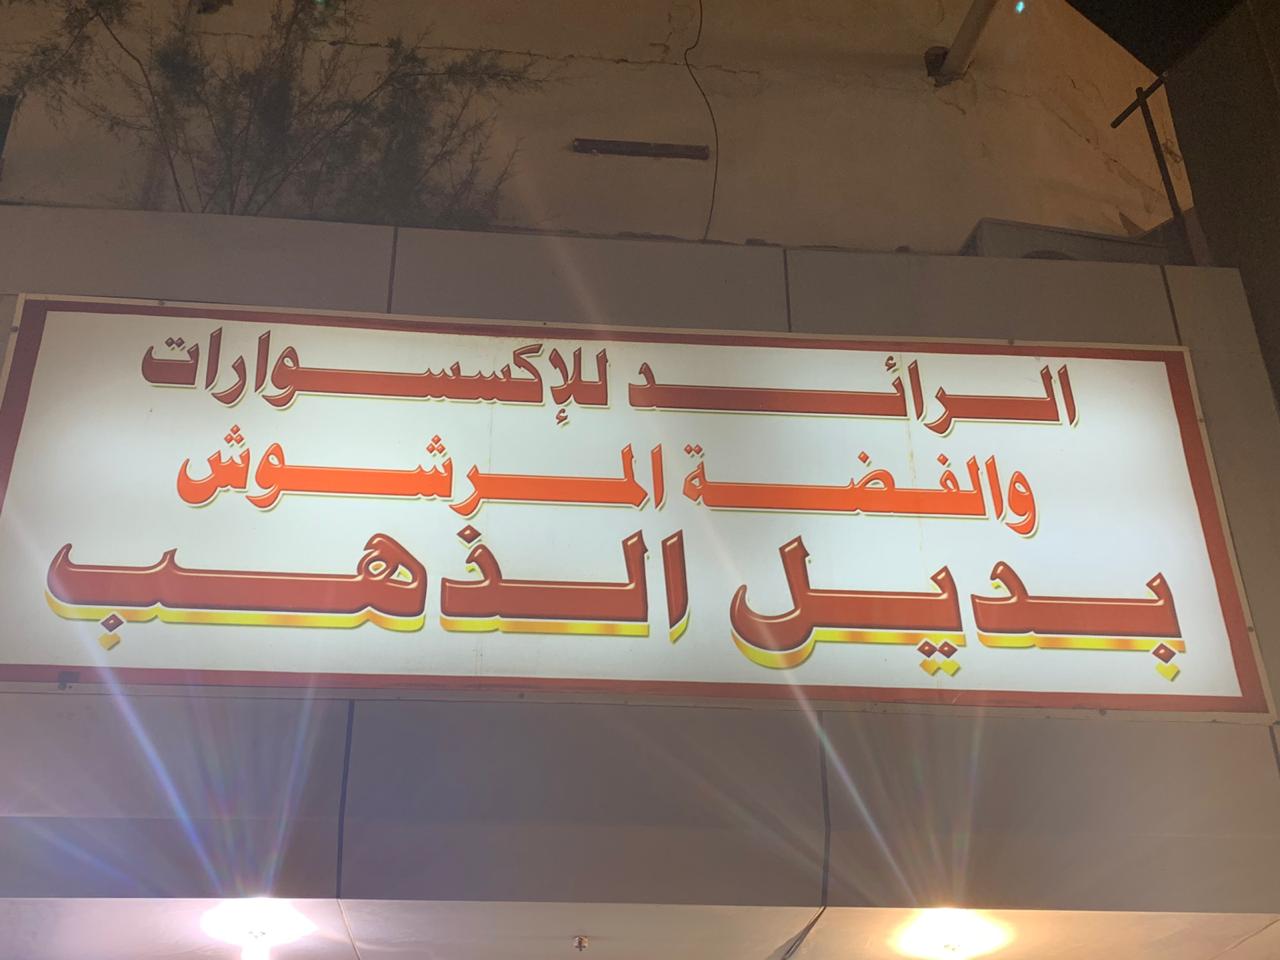 الرائد للإكسسوارات
والفضة المرشوش
بديل الذهب